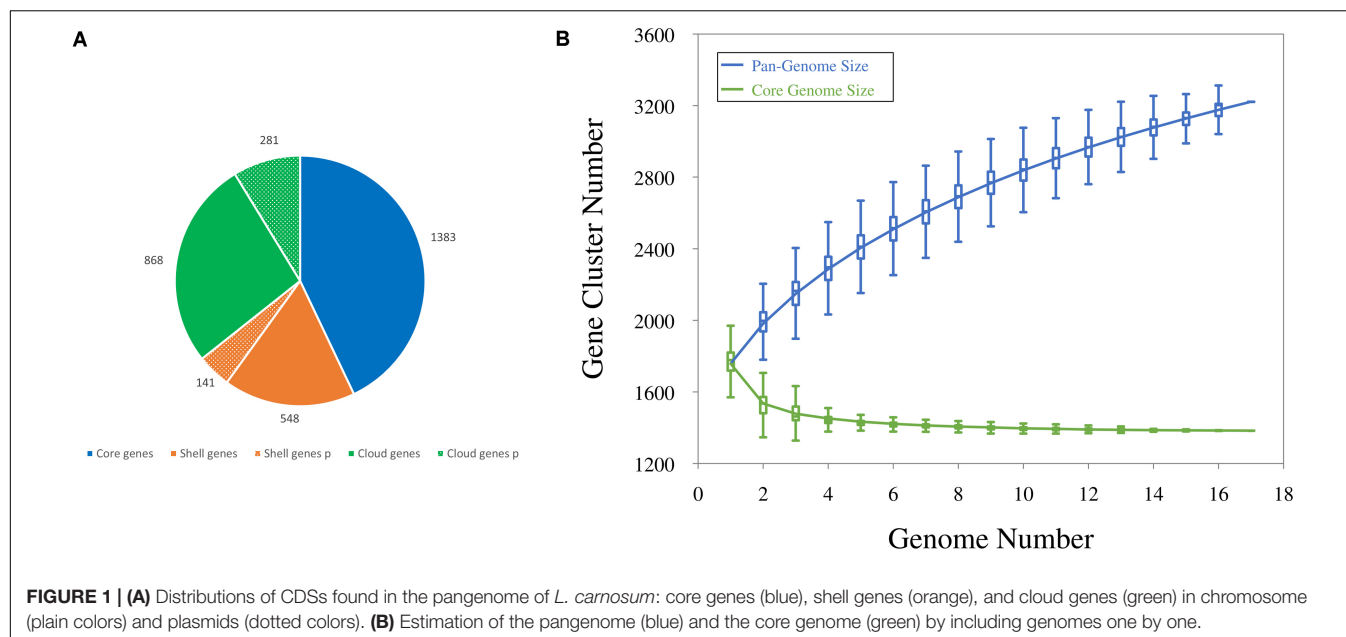 A
281
1383
868
141
548
Core genes Shell genes Shell genes p Cloud genes Cloud genes p
B
Pan-Genome Size
Core Genome Size
Gene Cluster Number
3600
3200
2800
2400
2000
1600
1200
0 2 4 6 8 10 12 14 16 18
Genome Number
FIGURE 1 | (A) Distributions of CDSs found in the pangenome of L. carnosum: core genes (blue), shell genes (orange), and cloud genes (green) in chromosome
(plain colors) and plasmids (dotted colors). (B) Estimation of the pangenome (blue) and the core genome (green) by including genomes one by one.